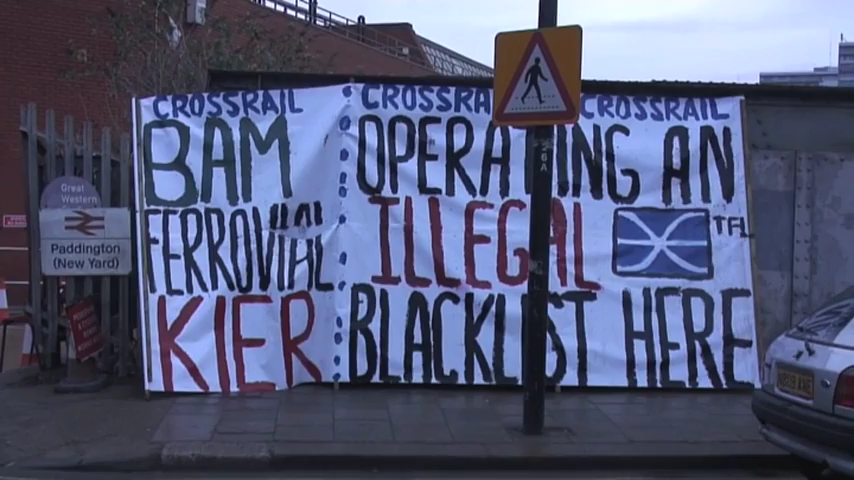 CROSSRAIL CROSSRAIL CROSSRAIL
BAM
FERROVIAL
KIER
OPERATING AN
ILLEGAL
TFL
BLACKLIST HERE
Great
Western
Paddington
(New Yard)